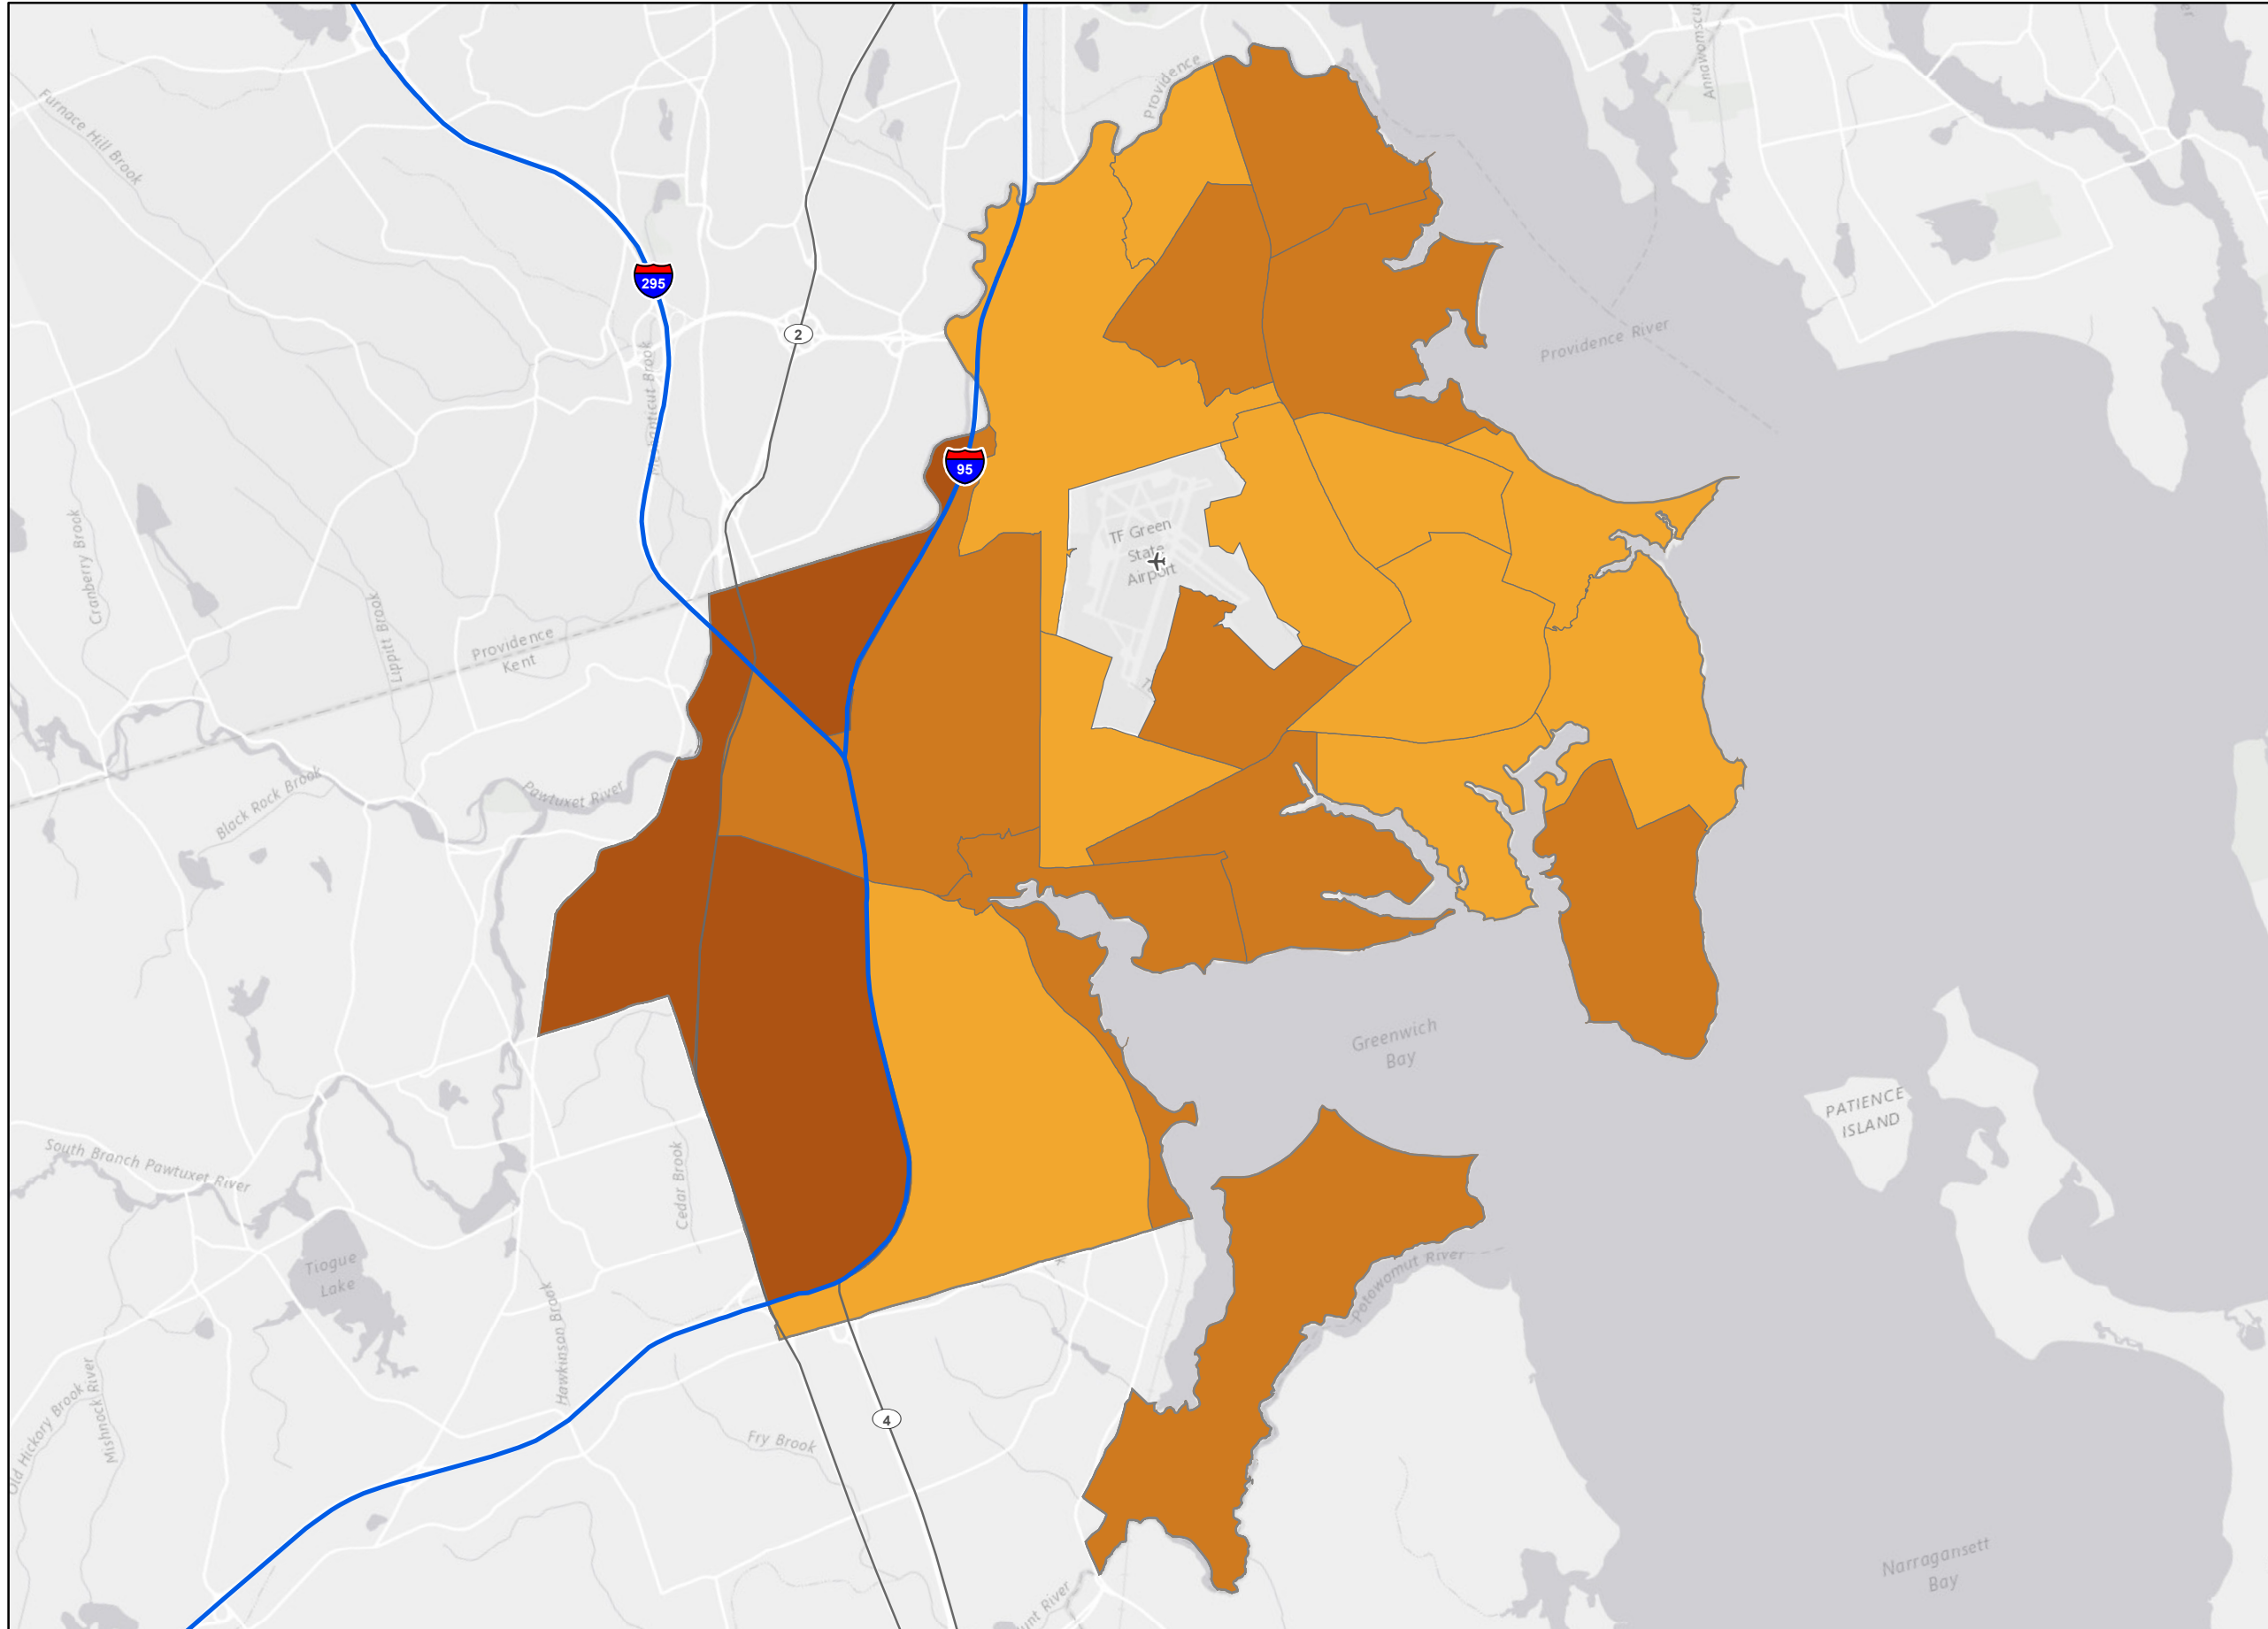 Providence
Annawomscut
Furnace Hill Brook
295
2
Providence River
95
TF Green
State
Airport
Cranberry Brook
Lippitt Brook
Providence
Kent
Black Rock Brook
Pawtuxet River
Greenwich
Bay
PATIENCE
ISLAND
South Branch Pawtuxet River
Cedar Brook
Tiogue
Lake
Potowomut River
Hawkinson Brook
Mishnock River
Old Hickory Brook
4
Fry Brook
Narragansett
Bay
River